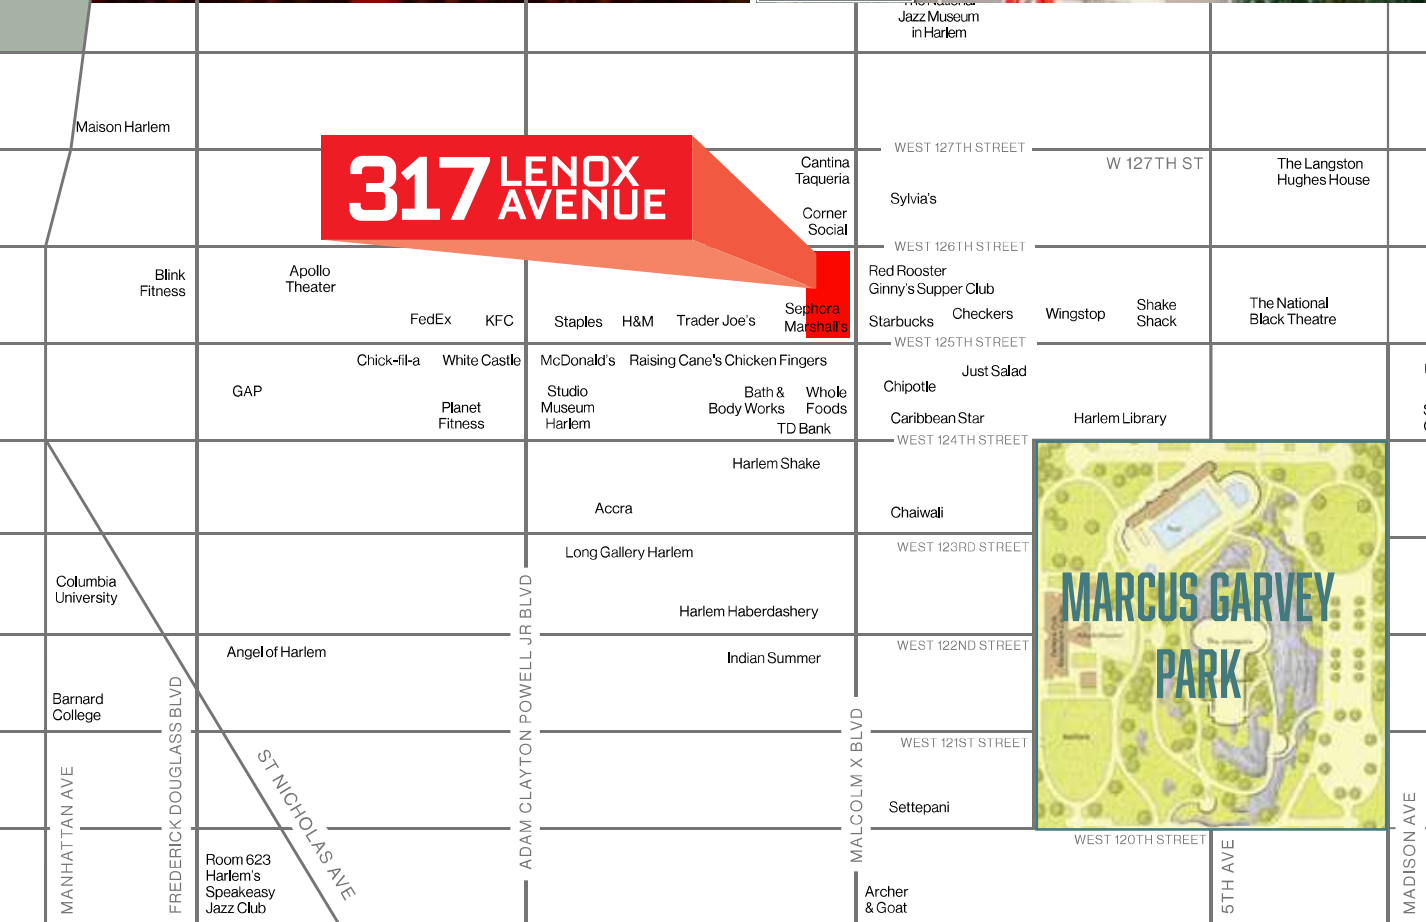 The National
Jazz Museum
in Harlem
Maison Harlem
317 LENOX
AVENUE
Cantina
Taqueria
Corner
Social
WEST 127TH STREET
W 127TH ST
The Langston
Hughes House
Sylvia's
WEST 126TH STREET
Blink
Fitness
Apollo
Theater
FedEx
KFC
Staples
H&M
Trader Joe's
Sephora
Marshall's
Red Rooster
Ginny's Supper Club
Starbucks
Checkers
Wingstop
Shake
Shack
The National
Black Theatre
WEST 125TH STREET
Chick-fil-a
White Castle
McDonald's
Raising Cane's Chicken Fingers
GAP
Planet
Fitness
Studio
Museum
Harlem
Bath &
Body Works
Whole
Foods
TD Bank
Just Salad
Chipotle
Caribbean Star
Harlem Library
WEST 124TH STREET
Harlem Shake
Accra
Chaiwali
WEST 123RD STREET
Long Gallery Harlem
Columbia
University
Harlem Haberdashery
MARCUS GARVEY
PARK
WEST 122ND STREET
Angel of Harlem
Indian Summer
Barnard
College
WEST 121ST STREET
Settepani
WEST 120TH STREET
MANHATTAN AVE
FREDERICK DOUGLASS BLVD
ST NICHOLAS AVE
ADAM CLAYTON POWELL JR BLVD
MALCOLM X BLVD
5TH AVE
MADISON AVE
Room 623
Harlem's
Speakeasy
Jazz Club
Archer
& Goat